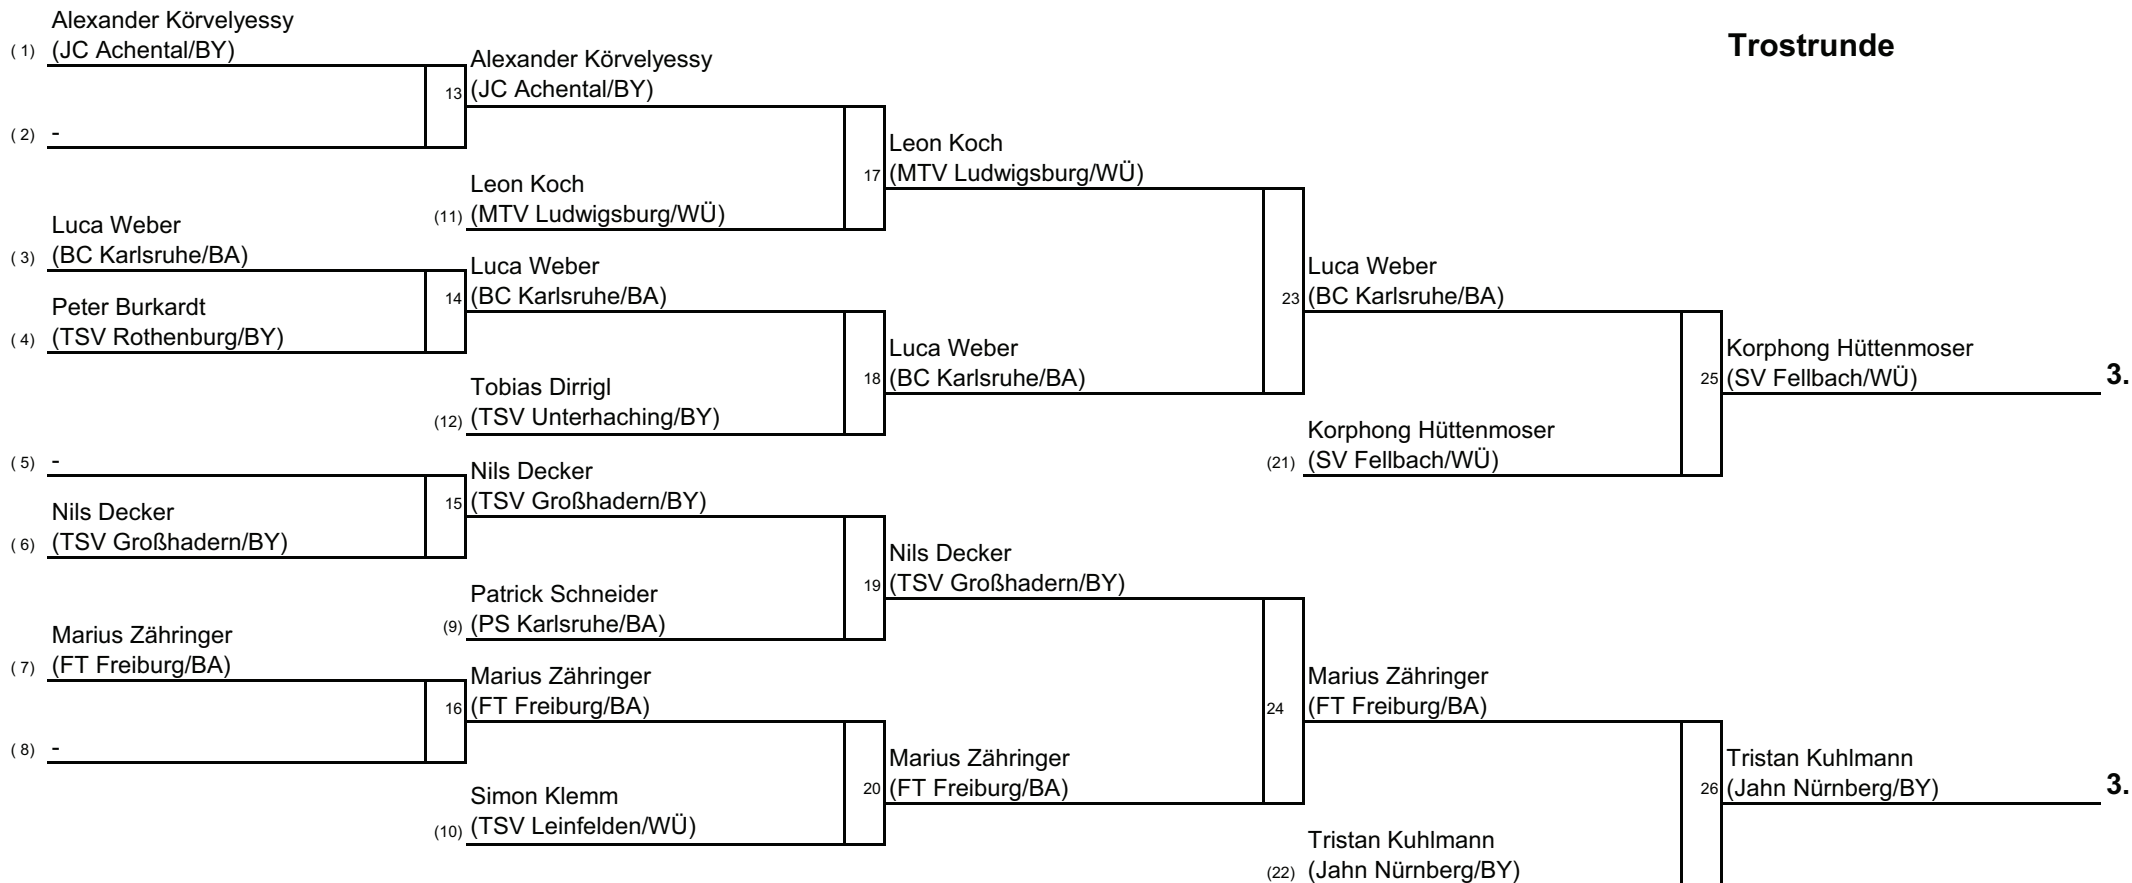 Trostrunde
Alexander Körvelyessy
(1) (JC Achental/BY)
(2) -
Luca Weber
(3) (BC Karlsruhe/BA)
Peter Burkardt
(4) (TSV Rothenburg/BY)
(5) -
Nils Decker
(6) (TSV Großhadern/BY)
Marius Zähringer
(7) (FT Freiburg/BA)
(8) -
Alexander Körvelyessy
13 (JC Achental/BY)
Leon Koch
(11) (MTV Ludwigsburg/WÜ)
Luca Weber
14 (BC Karlsruhe/BA)
Tobias Dirrigl
(12) (TSV Unterhaching/BY)
Nils Decker
15 (TSV Großhadern/BY)
Patrick Schneider
(9) (PS Karlsruhe/BA)
Marius Zähringer
16 (FT Freiburg/BA)
Simon Klemm
(10) (TSV Leinfelden/WÜ)
Leon Koch
17 (MTV Ludwigsburg/WÜ)
Luca Weber
18 (BC Karlsruhe/BA)
Nils Decker
19 (TSV Großhadern/BY)
Marius Zähringer
20 (FT Freiburg/BA)
Luca Weber
23 (BC Karlsruhe/BA)
Korphong Hüttenmoser
(21) (SV Fellbach/WÜ)
Marius Zähringer
24 (FT Freiburg/BA)
Tristan Kuhlmann
(22) (Jahn Nürnberg/BY)
Korphong Hüttenmoser
25 (SV Fellbach/WÜ) 3.
Tristan Kuhlmann
26 (Jahn Nürnberg/BY) 3.